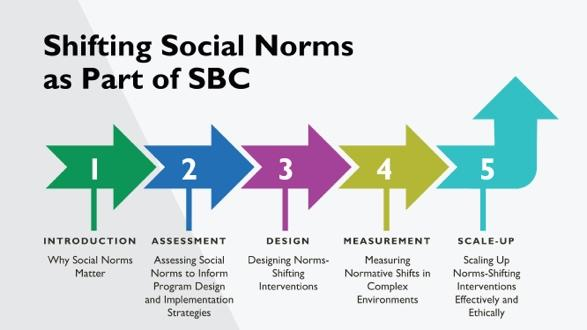 Shifting Social Norms
as Part of SBC
1
2
3
4
5
INTRODUCTION
Why Social Norms
Matter
ASSESSMENT
Assessing Social
Norms to Inform
Program Design
and Implementation
Strategies
DESIGN
Designing Norms-
Shifting
Interventions
MEASUREMENT
Measuring
Normative Shifts in
Complex
Environments
SCALE-UP
Scaling Up
Norms-Shifting
Interventions
Effectively and
Ethically